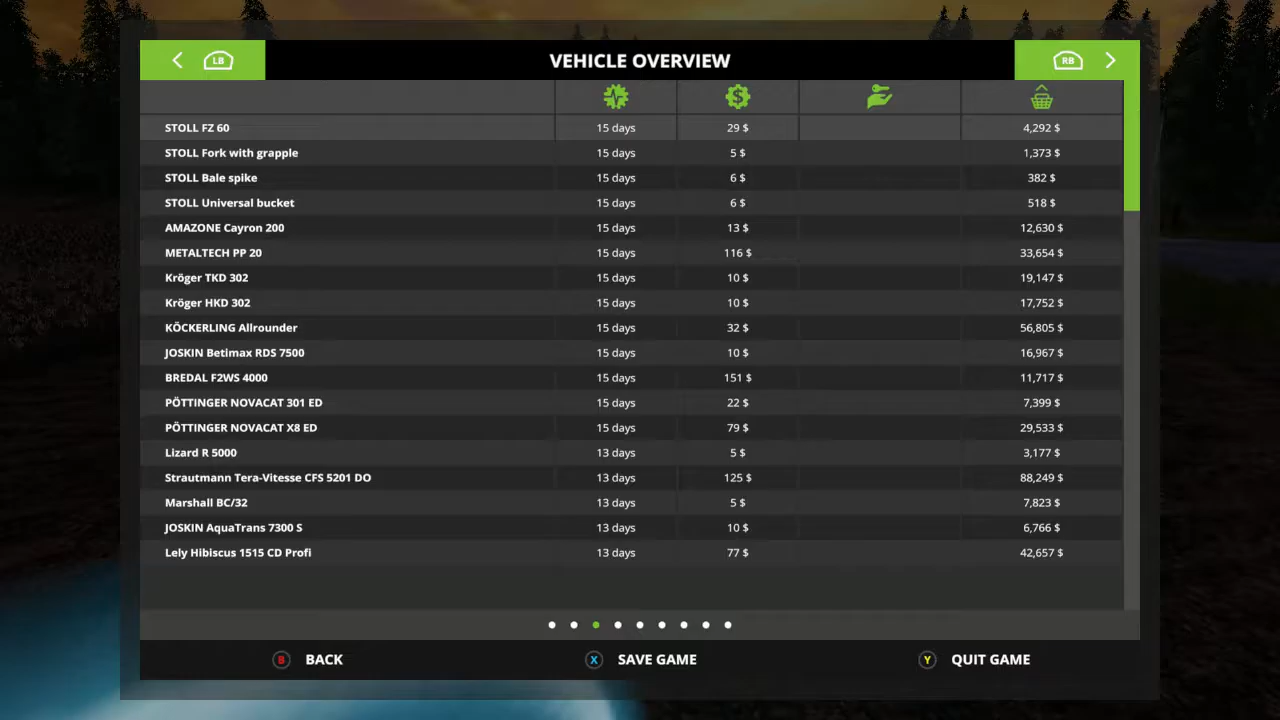 LB VEHICLE OVERVIEW RB
STOLL FZ 60 15 days 29 $ 4,292 $
STOLL Fork with grapple 15 days 5 $ 1,373 $
STOLL Bale spike 15 days 6 $ 382 $
STOLL Universal bucket 15 days 6 $ 518 $
AMAZONE Cayron 200 15 days 13 $ 12,630 $
METALTECH PP 20 15 days 116 $ 33,654 $
Kröger TKD 302 15 days 10 $ 19,147 $
Kröger HKD 302 15 days 10 $ 17,752 $
KÖCKERLING Allrounder 15 days 32 $ 56,805 $
JOSKIN Betimax RDS 7500 15 days 10 $ 16,967 $
BREDAL F2WS 4000 15 days 151 $ 11,717 $
PÖTTINGER NOVACAT 301 ED 15 days 22 $ 7,399 $
PÖTTINGER NOVACAT X8 ED 15 days 79 $ 29,533 $
Lizard R 5000 13 days 5 $ 3,177 $
Strautmann Tera-Vitesse CFS 5201 DO 13 days 125 $ 88,249 $
Marshall BC/32 13 days 5 $ 7,823 $
JOSKIN AquaTrans 7300 S 13 days 10 $ 6,766 $
Lely Hibiscus 1515 CD Profi 13 days 77 $ 42,657 $
B BACK X SAVE GAME Y QUIT GAME